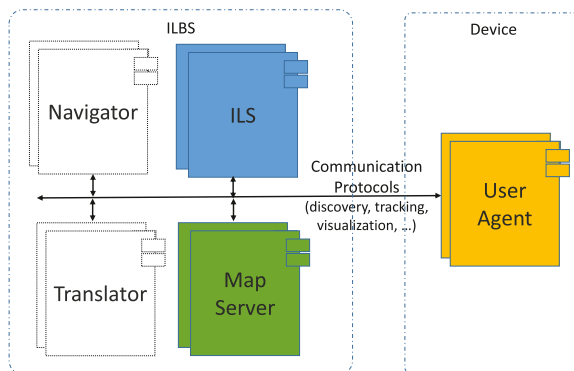 ILBS
Device
Navigator
ILS
Communication
Protocols
(discovery, tracking,
visualization, ...)
User
Agent
Translator
Map
Server